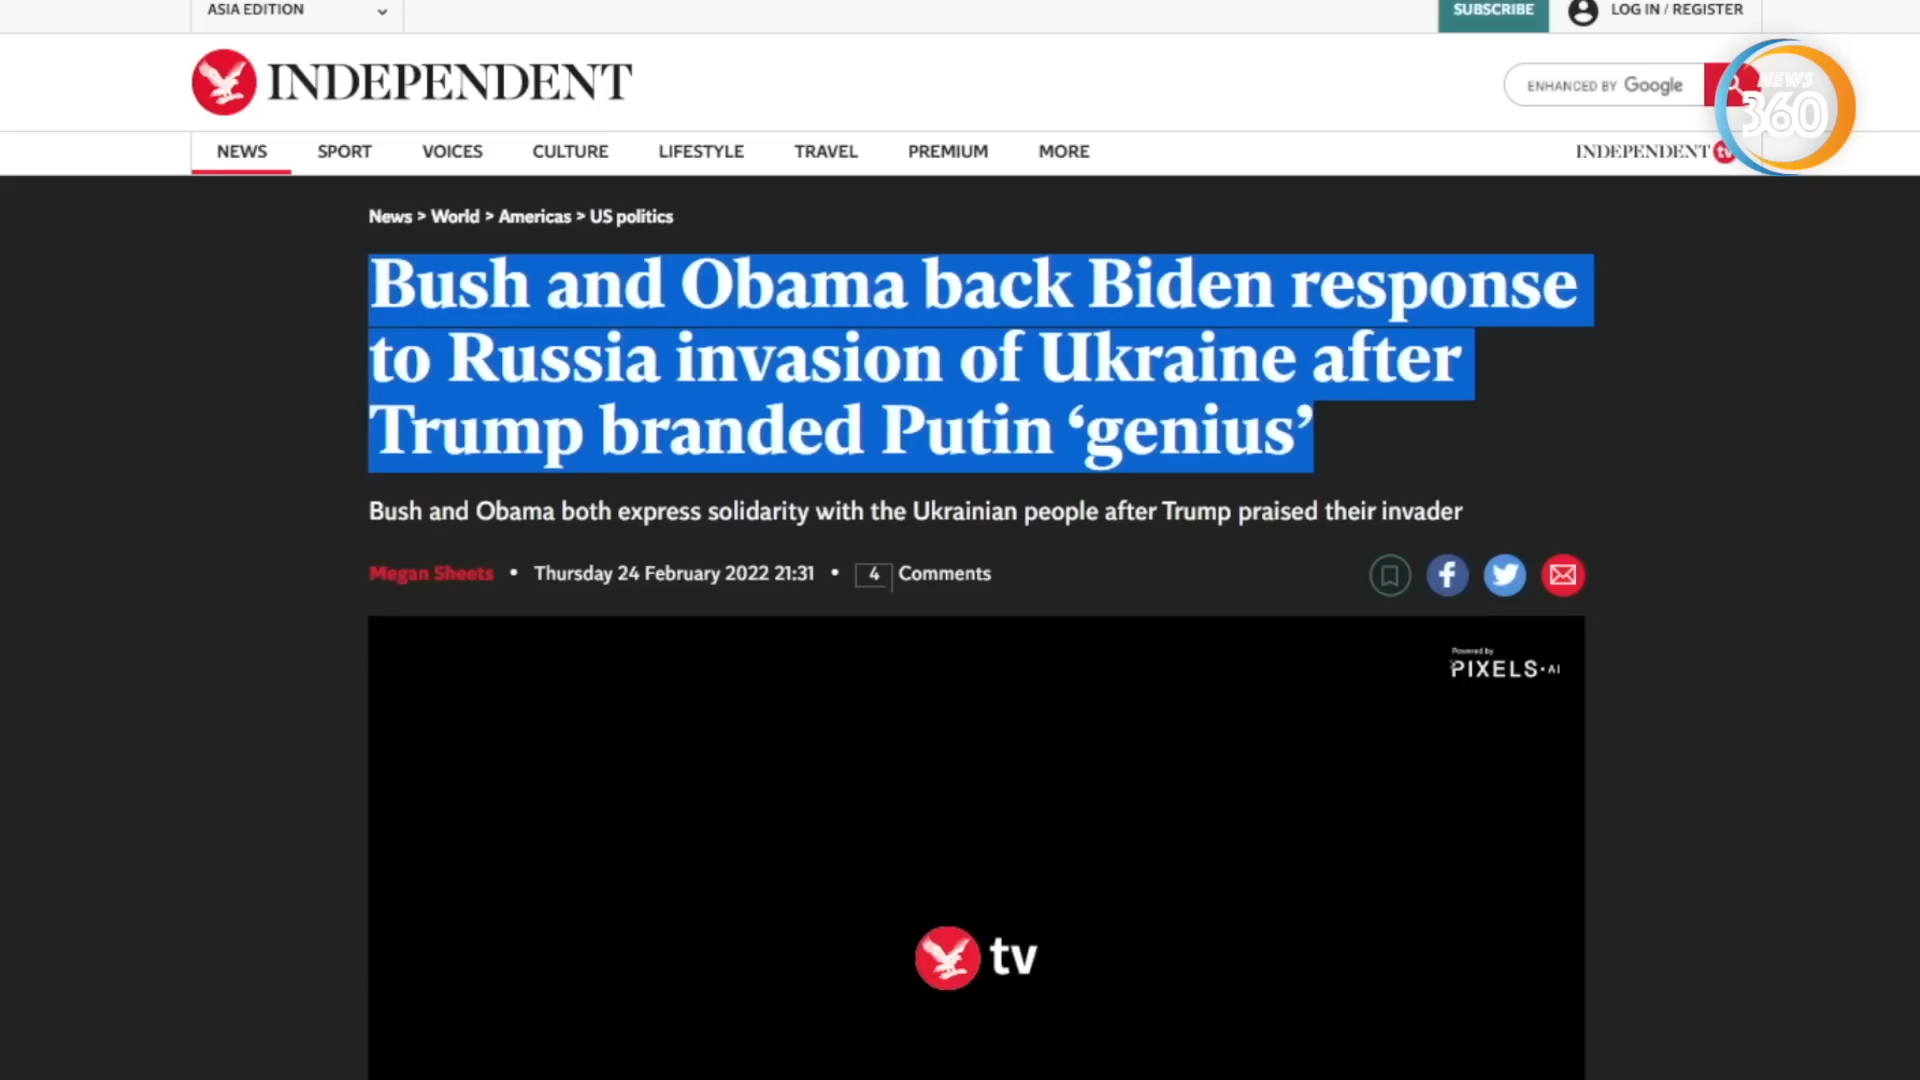 ASIA EDITION
SUBSCRIBE
LOG IN / REGISTER
INDEPENDENT
ENHANCED BY Google
NEWS
360
NEWS SPORT VOICES CULTURE LIFESTYLE TRAVEL PREMIUM MORE
INDEPENDENT tv
News > World > Americas > US politics
Bush and Obama back Biden response
to Russia invasion of Ukraine after
Trump branded Putin ‘genius’
Bush and Obama both express solidarity with the Ukrainian people after Trump praised their invader
Megan Sheets • Thursday 24 February 2022 21:31 • 4 Comments
Powered by
PIXELS·AI
tv